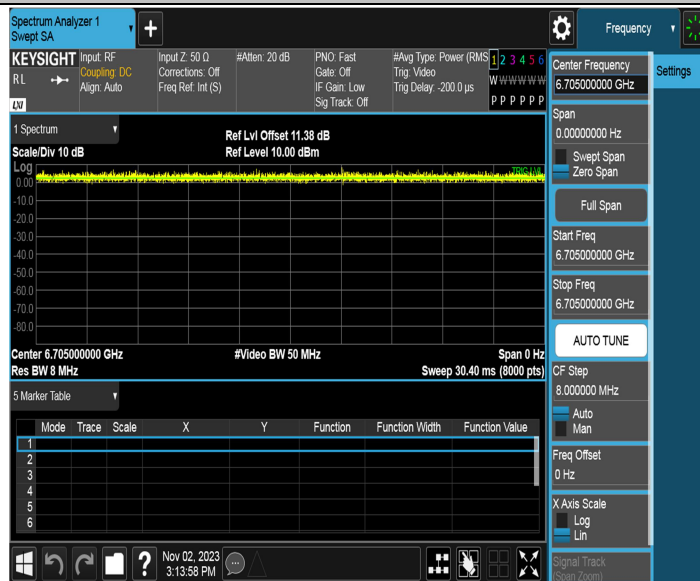 Spectrum Analyzer 1
Swept SA
Frequency
KEYSIGHT
RL
LXI
Input: RF
Coupling: DC
Align: Auto
Input Z: 50 Ω
Corrections: Off
Freq Ref: Int (S)
#Atten: 20 dB
PNO: Fast
Gate: Off
IF Gain: Low
Sig Track: Off
#Avg Type: Power (RMS
Trig: Video
Trig Delay: -200.0 µs
1 2 3 4 5 6
W W W W W W
P P P P P P
Center Frequency
6.705000000 GHz
Settings
Span
0.00000000 Hz
Swept Span
Zero Span
Full Span
Start Freq
6.705000000 GHz
Stop Freq
6.705000000 GHz
AUTO TUNE
CF Step
8.000000 MHz
Auto
Man
Freq Offset
0 Hz
X Axis Scale
Log
Lin
Signal Track
(Span Zoom)
1 Spectrum
Scale/Div 10 dB
Ref Lvl Offset 11.38 dB
Ref Level 10.00 dBm
Log
TRIG LVL
0.00
-10.0
-20.0
-30.0
-40.0
-50.0
-60.0
-70.0
-80.0
Center 6.705000000 GHz
#Video BW 50 MHz
Span 0 Hz
Res BW 8 MHz
Sweep 30.40 ms (8000 pts)
5 Marker Table
Mode Trace Scale X Y Function Function Width Function Value
1
2
3
4
5
6
?
Nov 02, 2023
3:13:58 PM